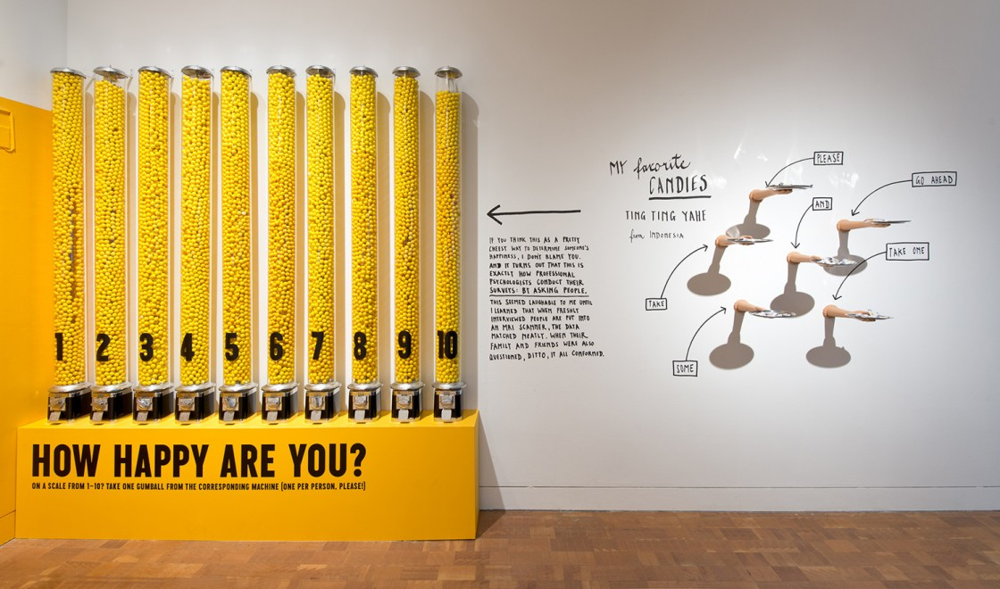 1 2 3 4 5 6 7 8 9 10
HOW HAPPY ARE YOU?
ON A SCALE FROM 1–10? TAKE ONE GUMBALL FROM THE CORRESPONDING MACHINE (ONE PER PERSON, PLEASE!)
IF YOU THINK THIS AS A PRETTY
CHEESY WAY TO DETERMINE SOMEONE'S
HAPPINESS, I DON'T BLAME YOU.
AND IT TURNS OUT THAT THIS IS
EXACTLY HOW PROFESSIONAL
PSYCHOLOGISTS CONDUCT THEIR
SURVEYS: BY ASKING PEOPLE.
THIS SEEMED LAUGHABLE TO ME UNTIL
I LEARNED THAT WHEN FRESHLY
INTERVIEWED PEOPLE ARE PUT INTO
AN MRI SCANNER, THE DATA
MATCHED NEATLY. WHEN THEIR
FAMILY AND FRIENDS WERE ALSO
QUESTIONED, DITTO, IT ALL CONFORMED.
MY favorite
CANDIES
TING TING YAHE
from INDONESIA
PLEASE
GO AHEAD
AND
TAKE ONE
TAKE
SOME